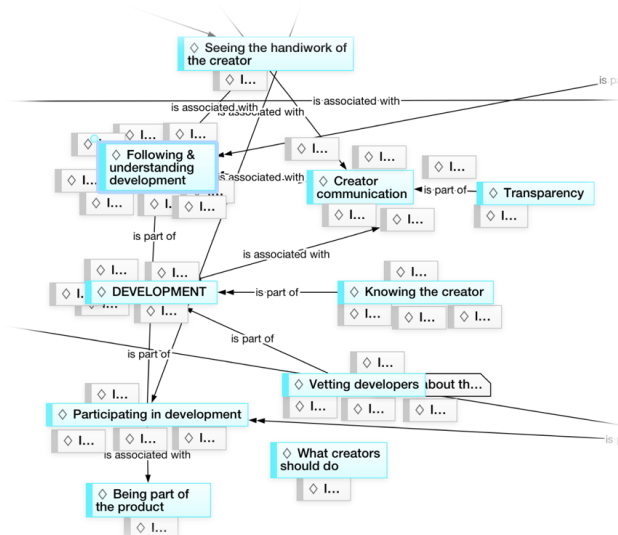 Seeing the handiwork of
the creator
I...
is p
is associated with
is associated with
is associated with
I...
I...
I...
I...
Following &
understanding
development
is associated with
I...
I...
Creator
communication
is part of
Transparency
I...
I...
I...
I...
I...
I...
I...
is part of
is associated with
I...
I...
I...
DEVELOPMENT
is part of
Knowing the creator
I...
I...
I...
I...
I...
is part of
is part of
I...
Vetting developers
about th...
I...
I...
I...
I...
Participating in development
is
I...
I...
I...
is associated with
What creators
should do
I...
Being part of
the product
I...